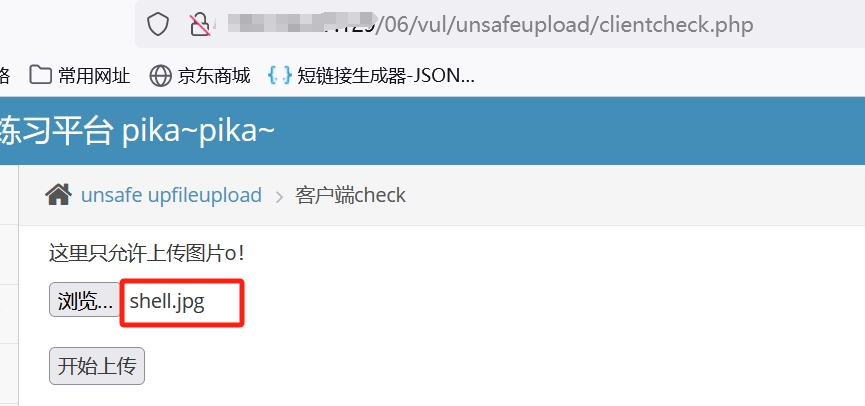 /06/vul/unsafeupload/clientcheck.php
常用网址 京东商城 短链接生成器-JSON...
练习平台 pika~pika~
unsafe upfileupload > 客户端check
这里只允许上传图片o!
浏览... shell.jpg
开始上传